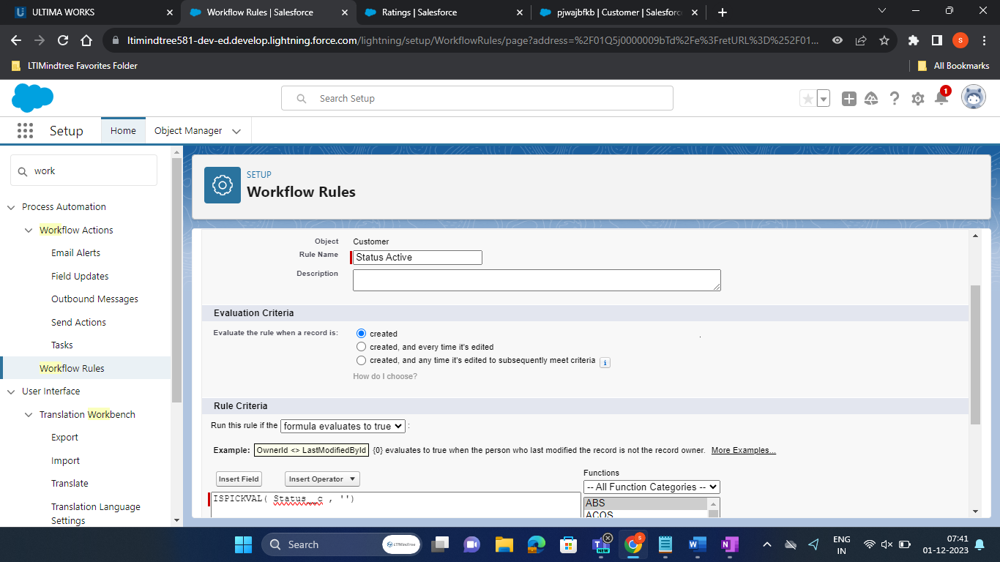 ULTIMA WORKS
Workflow Rules | Salesforce
Ratings | Salesforce
pjwajbfkb | Customer | Salesforc
ltimindtree581-dev-ed.develop.lightning.force.com/lightning/setup/WorkflowRules/page?address=%2F01Q5j0000009bTd%2Fe%3FretURL%3D%252F01...
S
LTIMindtree Favorites Folder
All Bookmarks
Search Setup
1
Setup
Home
Object Manager
work
Process Automation
Workflow Actions
Email Alerts
Field Updates
Outbound Messages
Send Actions
Tasks
Workflow Rules
User Interface
Translation Workbench
Export
Import
Translate
Translation Language
Settings
SETUP
Workflow Rules
Object Customer
Rule Name Status Active
Description
Evaluation Criteria
Evaluate the rule when a record is: created
created, and every time it's edited
created, and any time it's edited to subsequently meet criteria i
How do I choose?
Rule Criteria
Run this rule if the formula evaluates to true :
Example: OwnerId <> LastModifiedById {0} evaluates to true when the person who last modified the record is not the record owner. More Examples...
Functions
Insert Field Insert Operator
-- All Function Categories --
ISPICKVAL( Status__c , '')
ABS
ACOS
Search
LTIMindtree
T
NEW
S
W
N
ENG
IN
07:41
01-12-2023